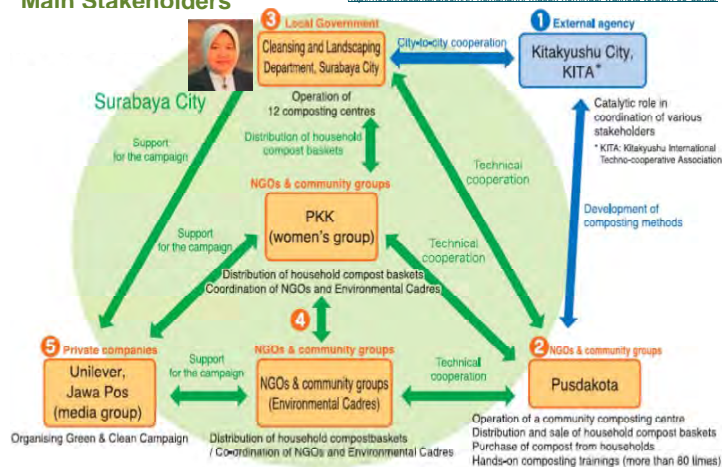 Main Stakeholders
3 Local Government
Cleansing and Landscaping
Department, Surabaya City
City-to-city cooperation
1 External agency
Kitakyushu City,
KITA*
Surabaya City
Operation of
12 composting centres
Catalytic role in
coordination of various
stakeholders
* KITA: Kitakyushu International
Techno-cooperative Association
Support
for the campaign
Distribution of household
compost baskets
Technical
cooperation
NGOs & community groups
PKK
(women's group)
Development of
composting methods
Support
for the campaign
Technical
cooperation
Distribution of household compost baskets
Coordination of NGOs and Environmental Cadres
4
5 Private companies
Unilever,
Jawa Pos
(media group)
Support
for the campaign
NGOs & community groups
NGOs & community groups
(Environmental Cadres)
Technical
cooperation
2 NGOs & community groups
Pusdakota
Organising Green & Clean Campaign
Distribution of household compostbaskets
/ Co-ordination of NGOs and Environmental Cadres
Operation of a community composting centre
Distribution and sale of household compost baskets
Purchase of compost from households
Hands-on composting trainings (more than 80 times)